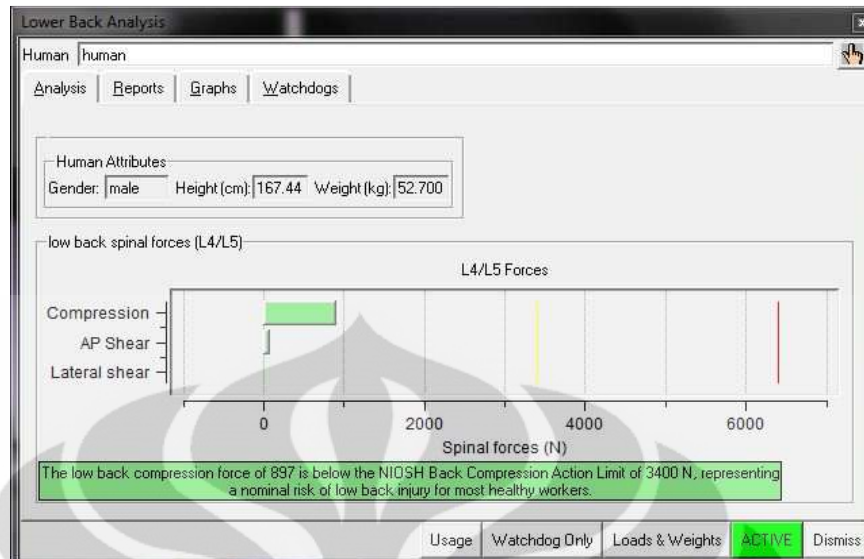 Lower Back Analysis
Human human
Analysis Reports Graphs Watchdogs
Human Attributes
Gender: male Height (cm): 167.44 Weight (kg): 52.700
low back spinal forces (L4/L5)
L4/L5 Forces
Compression
AP Shear
Lateral shear
0 2000 4000 6000
Spinal forces (N)
The low back compression force of 897 is below the NIOSH Back Compression Action Limit of 3400 N, representing
a nominal risk of low back injury for most healthy workers.
Usage Watchdog Only Loads & Weights ACTIVE Dismiss